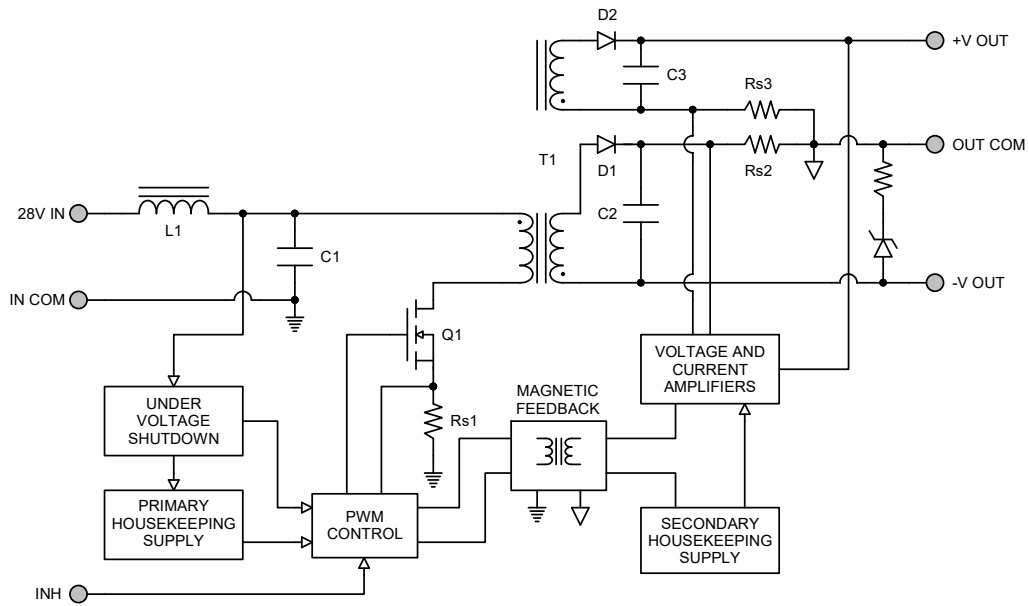 D2
+V OUT
C3
Rs3
T1
D1
Rs2
OUT COM
28V IN
L1
C1
C2
IN COM
-V OUT
Q1
VOLTAGE AND
CURRENT
AMPLIFIERS
UNDER
VOLTAGE
SHUTDOWN
Rs1
MAGNETIC
FEEDBACK
PRIMARY
HOUSEKEEPING
SUPPLY
PWM
CONTROL
SECONDARY
HOUSEKEEPING
SUPPLY
INH